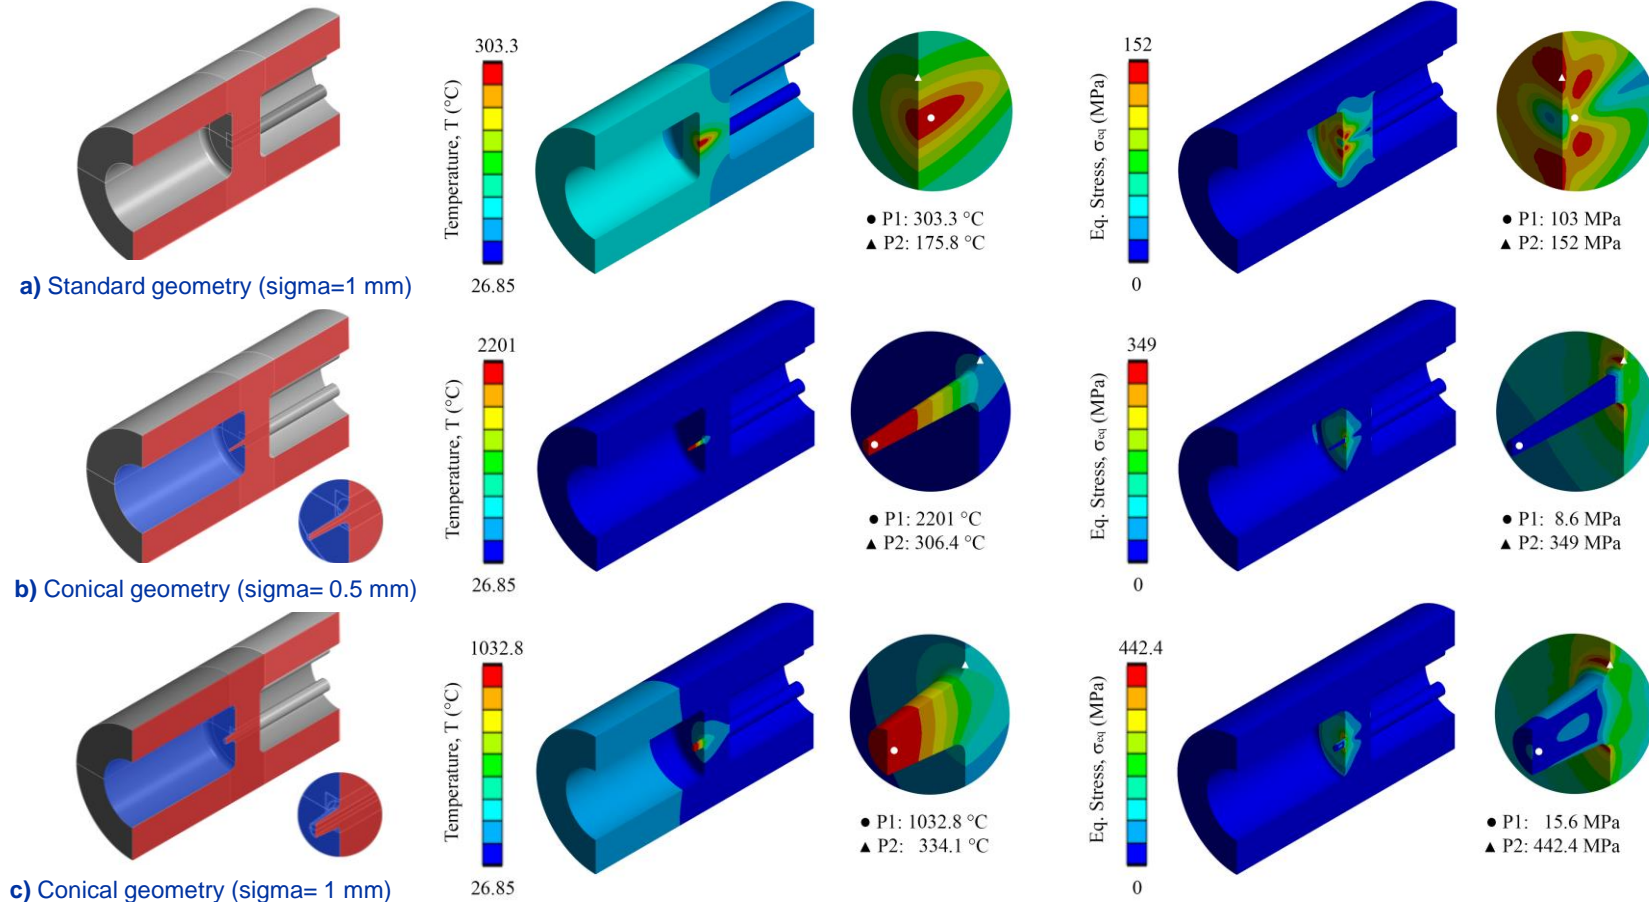 303.3
Temperature, T (°C)
26.85
● P1: 303.3 °C
▲ P2: 175.8 °C
152
Eq. Stress, σeq (MPa)
0
● P1: 103 MPa
▲ P2: 152 MPa
a) Standard geometry (sigma=1 mm)
2201
Temperature, T (°C)
26.85
● P1: 2201 °C
▲ P2: 306.4 °C
349
Eq. Stress, σeq (MPa)
0
● P1: 8.6 MPa
▲ P2: 349 MPa
b) Conical geometry (sigma= 0.5 mm)
1032.8
Temperature, T (°C)
26.85
● P1: 1032.8 °C
▲ P2: 334.1 °C
442.4
Eq. Stress, σeq (MPa)
0
● P1: 15.6 MPa
▲ P2: 442.4 MPa
c) Conical geometry (sigma= 1 mm)